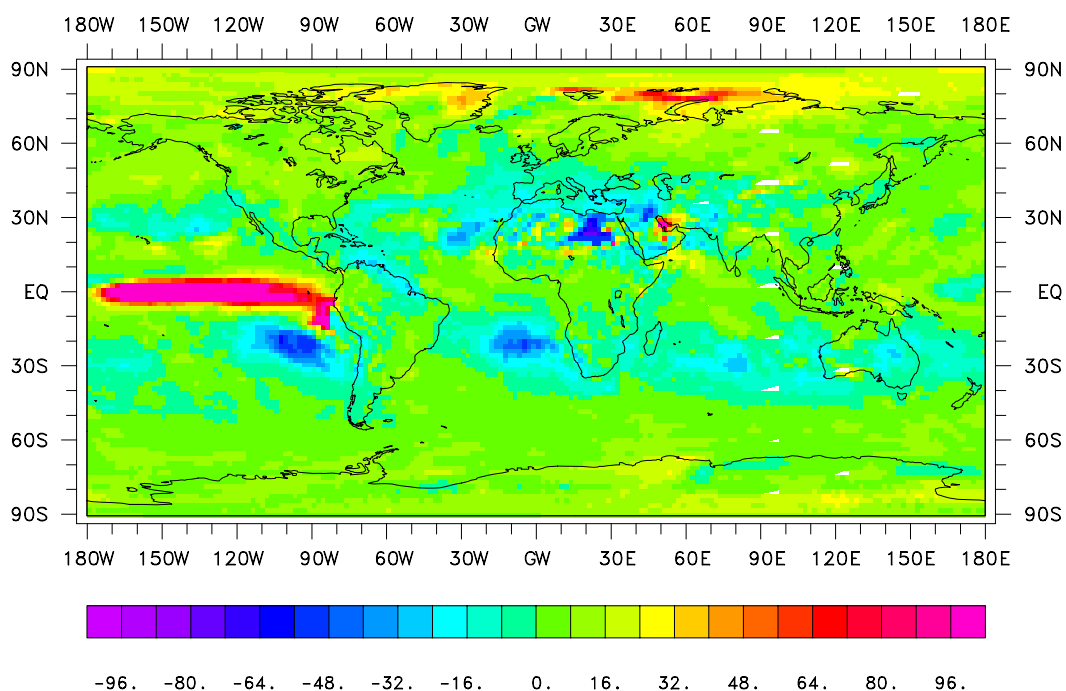 180W 150W 120W 90W 60W 30W GW 30E 60E 90E 120E 150E 180E
90N 90N
60N 60N
30N 30N
EQ EQ
30S 30S
60S 60S
90S 90S
180W 150W 120W 90W 60W 30W GW 30E 60E 90E 120E 150E 180E
-96. -80. -64. -48. -32. -16. 0. 16. 32. 48. 64. 80. 96.